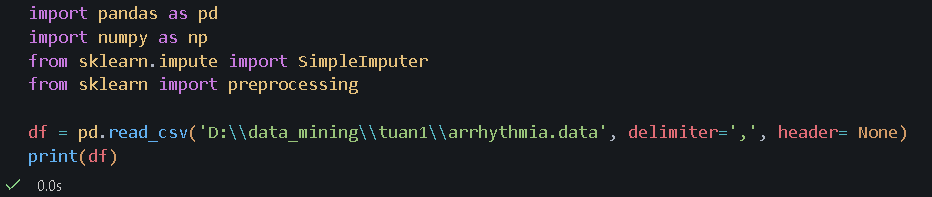 import pandas as pd
import numpy as np
from sklearn.impute import SimpleImputer
from sklearn import preprocessing
df = pd.read_csv('D:\\data_mining\\tuan1\\arrhythmia.data', delimiter=',', header= None)
print(df)
0.0s